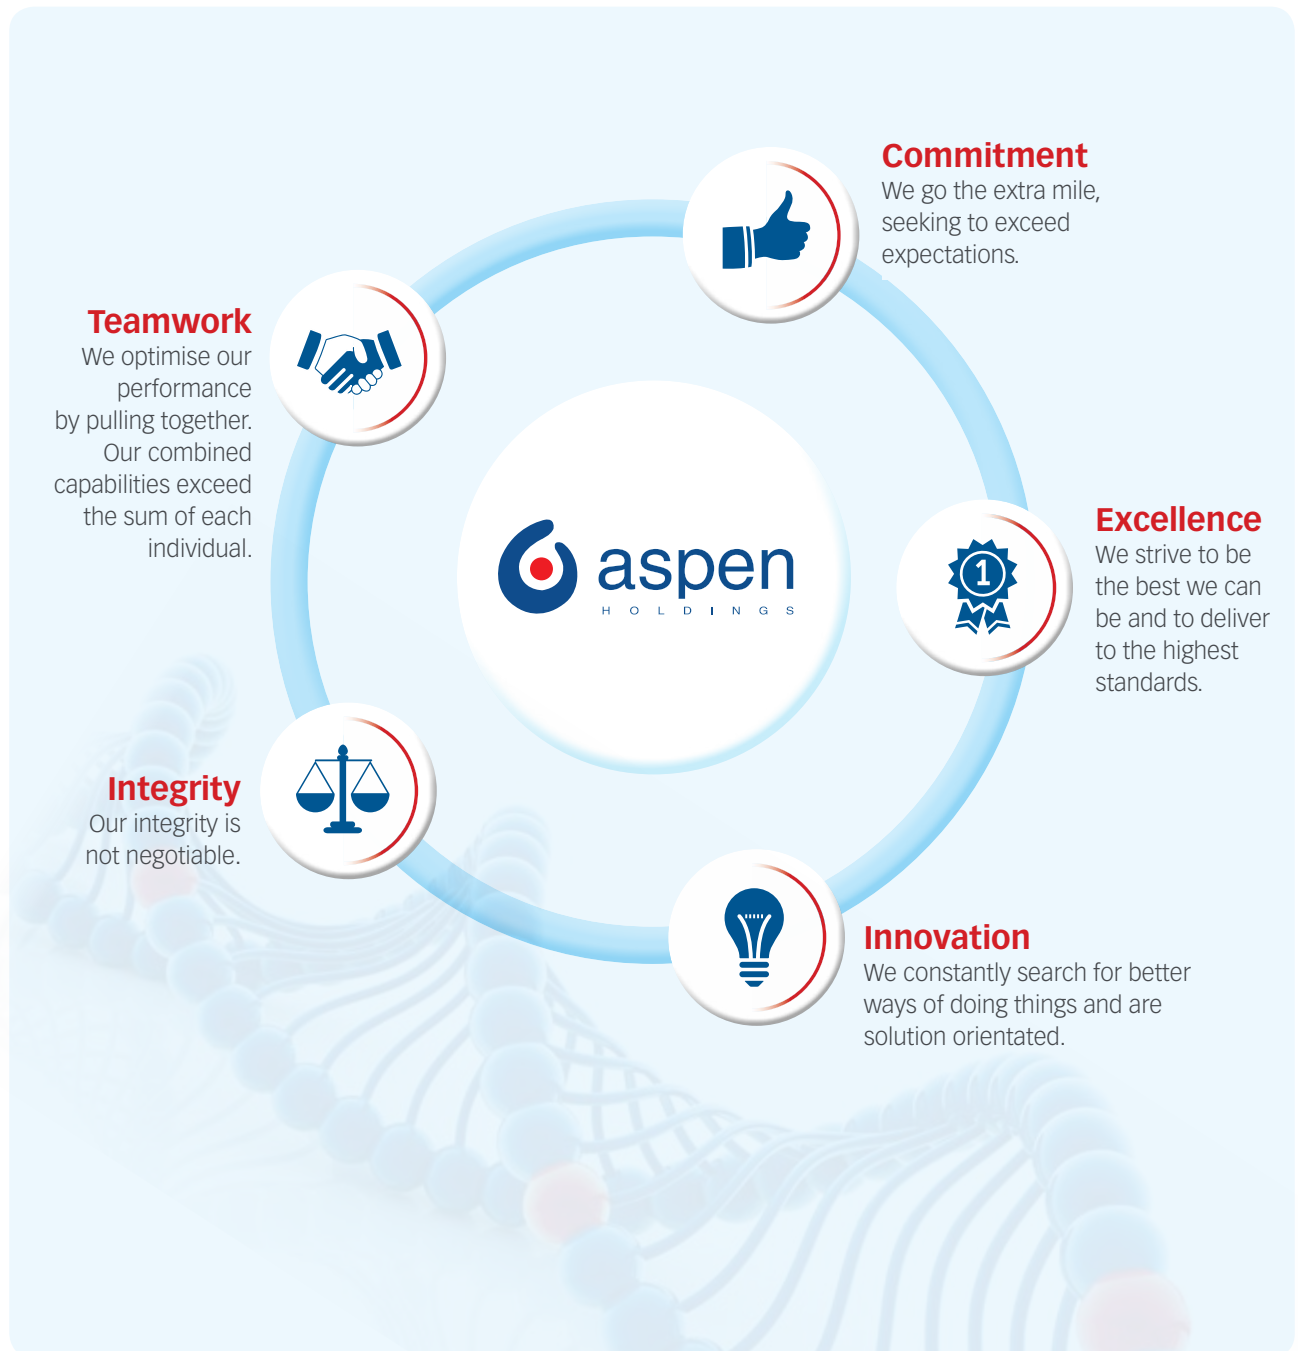 Commitment
We go the extra mile,
seeking to exceed
expectations.
Teamwork
We optimise our
performance
by pulling together.
Our combined
capabilities exceed
the sum of each
individual.
aspen
HOLDINGS
Excellence
We strive to be
the best we can
be and to deliver
to the highest
standards.
1
Integrity
Our integrity is
not negotiable.
Innovation
We constantly search for better
ways of doing things and are
solution orientated.